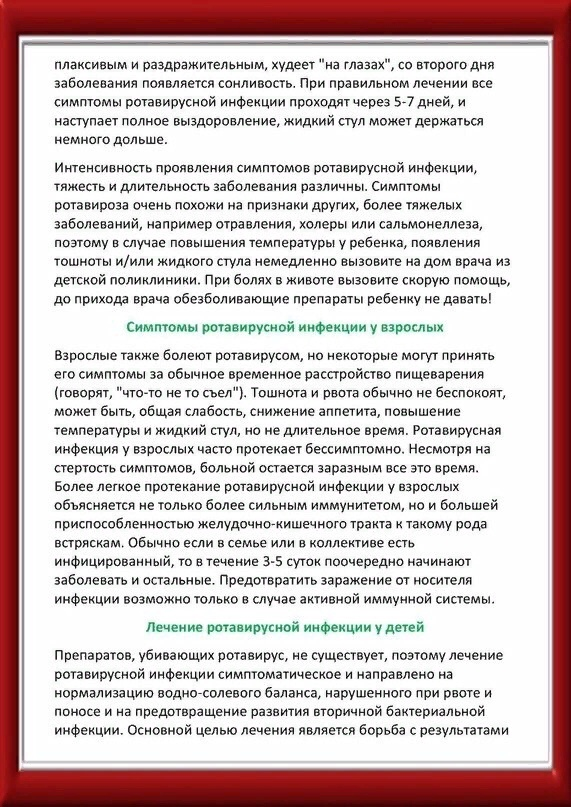 плаксивым и раздражительным, худеет "на глазах", со второго дня
заболевания появляется сонливость. При правильном лечении все
симптомы ротавирусной инфекции проходят через 5-7 дней, и
наступает полное выздоровление, жидкий стул может держаться
немного дольше.
Интенсивность проявления симптомов ротавирусной инфекции,
тяжесть и длительность заболевания различны. Симптомы
ротавироза очень похожи на признаки других, более тяжелых
заболеваний, например отравления, холеры или сальмонеллеза,
поэтому в случае повышения температуры у ребенка, появления
тошноты и/или жидкого стула немедленно вызовите на дом врача из
детской поликлиники. При болях в животе вызовите скорую помощь,
до прихода врача обезболивающие препараты ребенку не давать!
Симптомы ротавирусной инфекции у взрослых
Взрослые также болеют ротавирусом, но некоторые могут принять
его симптомы за обычное временное расстройство пищеварения
(говорят, "что-то не то съел"). Тошнота и рвота обычно не беспокоят,
может быть, общая слабость, снижение аппетита, повышение
температуры и жидкий стул, но не длительное время. Ротавирусная
инфекция у взрослых часто протекает бессимптомно. Несмотря на
стертость симптомов, больной остается заразным все это время.
Более легкое протекание ротавирусной инфекции у взрослых
объясняется не только более сильным иммунитетом, но и большей
приспособленностью желудочно-кишечного тракта к такому рода
встряскам. Обычно если в семье или в коллективе есть
инфицированный, то в течение 3-5 суток поочередно начинают
заболевать и остальные. Предотвратить заражение от носителя
инфекции возможно только в случае активной иммунной системы.
Лечение ротавирусной инфекции у детей
Препаратов, убивающих ротавирус, не существует, поэтому лечение
ротавирусной инфекции симптоматическое и направлено на
нормализацию водно-солевого баланса, нарушенного при рвоте и
поносе и на предотвращение развития вторичной бактериальной
инфекции. Основной целью лечения является борьба с результатами